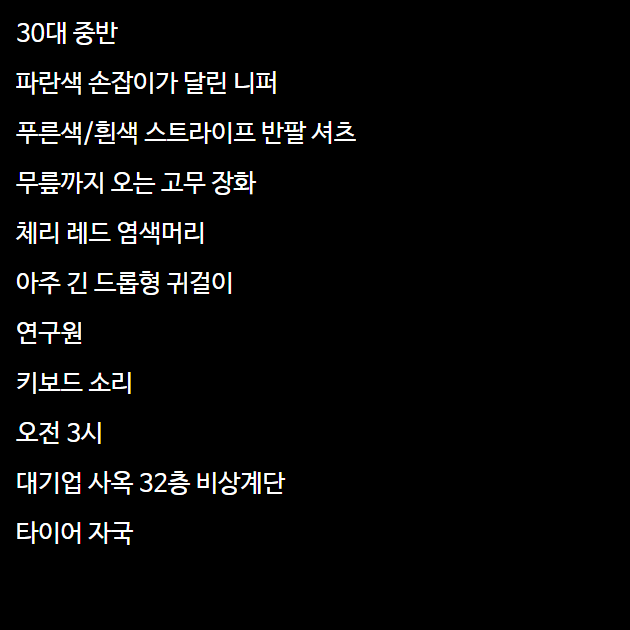 30대 중반
파란색 손잡이가 달린 니퍼
푸른색/흰색 스트라이프 반팔 셔츠
무릎까지 오는 고무 장화
체리 레드 염색머리
아주 긴 드롭형 귀걸이
연구원
키보드 소리
오전 3시
대기업 사옥 32층 비상계단
타이어 자국